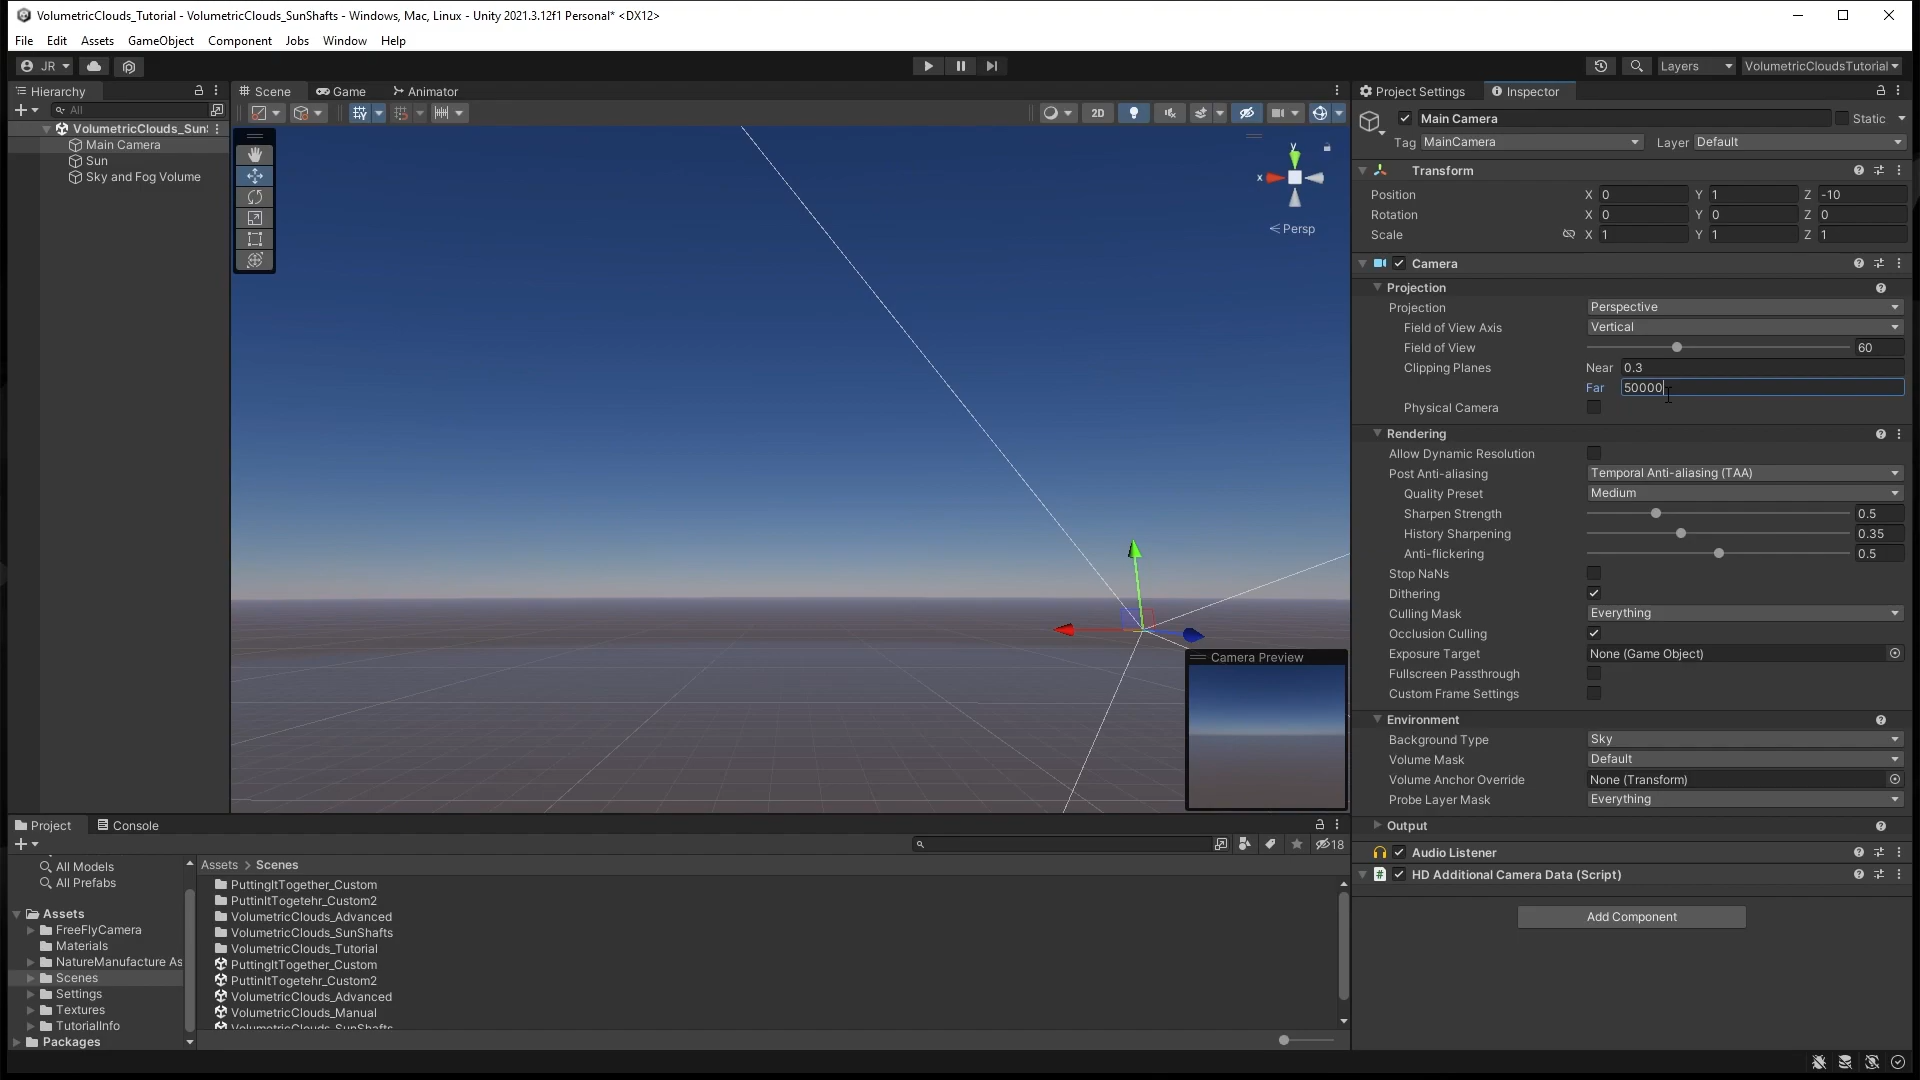 VolumetricClouds_Tutorial - VolumetricClouds_SunShafts - Windows, Mac, Linux - Unity 2021.3.12f1 Personal* <DX12>
File Edit Assets GameObject Component Jobs Window Help
JR Layers VolumetricCloudsTutorial
Hierarchy
All
VolumetricClouds_Sun
Main Camera
Sun
Sky and Fog Volume
Scene Game Animator
2D
y
x
Persp
Camera Preview
Project Settings Inspector
Main Camera Static
Tag MainCamera Layer Default
Transform
Position X 0 Y 1 Z -10
Rotation X 0 Y 0 Z 0
Scale X 1 Y 1 Z 1
Camera
Projection
Projection Perspective
Field of View Axis Vertical
Field of View 60
Clipping Planes Near 0.3
Far 50000
Physical Camera
Rendering
Allow Dynamic Resolution
Post Anti-aliasing Temporal Anti-aliasing (TAA)
Quality Preset Medium
Sharpen Strength 0.5
History Sharpening 0.35
Anti-flickering 0.5
Stop NaNs
Dithering
Culling Mask Everything
Occlusion Culling
Exposure Target None (Game Object)
Fullscreen Passthrough
Custom Frame Settings
Environment
Background Type Sky
Volume Mask Default
Volume Anchor Override None (Transform)
Probe Layer Mask Everything
Output
Audio Listener
# HD Additional Camera Data (Script)
Add Component
Project Console
18
All Models
All Prefabs
Assets
FreeFlyCamera
Materials
NatureManufacture As
Scenes
Settings
Textures
TutorialInfo
Packages
Assets > Scenes
PuttingItTogether_Custom
PuttinItTogetehr_Custom2
VolumetricClouds_Advanced
VolumetricClouds_SunShafts
VolumetricClouds_Tutorial
PuttingItTogether_Custom
PuttinItTogetehr_Custom2
VolumetricClouds_Advanced
VolumetricClouds_Manual
VolumetricClouds_SunShafts